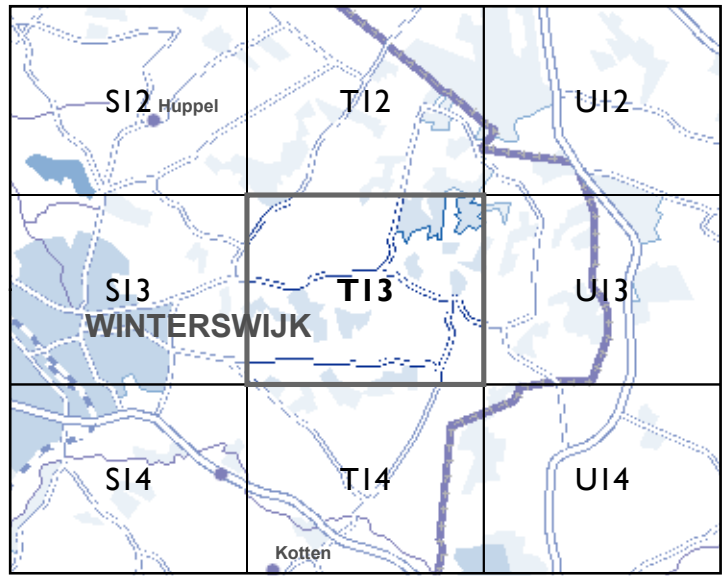 S12 Huppel T12 U12
S13 T13 U13
WINTERSWIJK
S14 T14 U14
Kotten